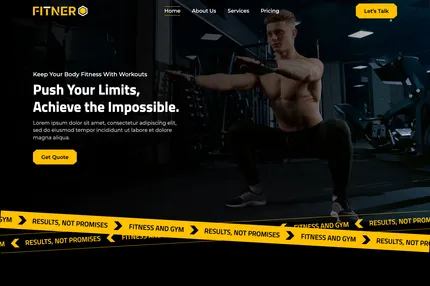 FITNER
Home About Us Services Pricing
Let's Talk
Keep Your Body Fitness With Workouts
Push Your Limits,
Achieve the Impossible.
Lorem ipsum dolor sit amet, consectetur adipiscing elit,
sed do eiusmod tempor incididunt ut labore et dolore
magna aliqua.
Get Quote
GYM RESULTS, NOT PROMISES FITNESS AND GYM RESULTS, NOT PROMISES FITNESS AND GYM RESULTS, NOT
RESULTS, NOT PROMISES FITNESS AND GYM RESULTS, NOT PROM